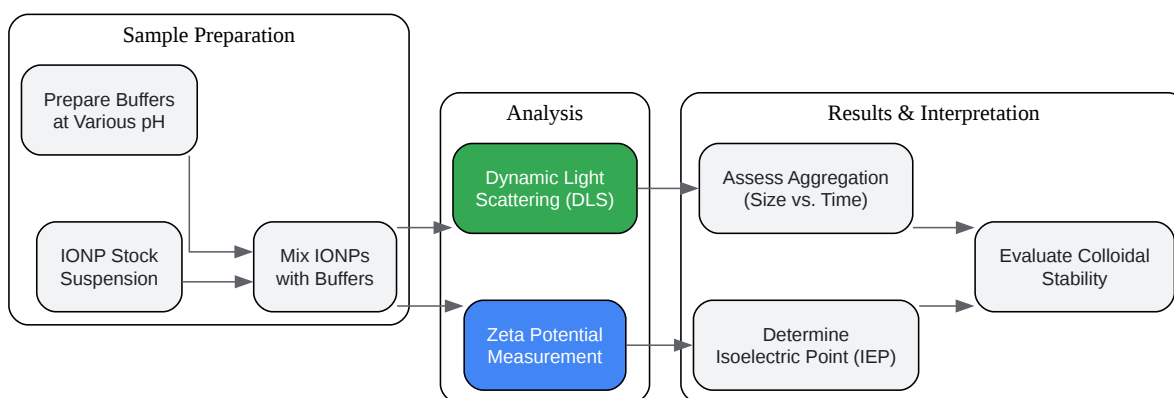 Sample Preparation
Prepare Buffers
at Various pH
IONP Stock
Suspension
Mix IONPs
with Buffers
Analysis
Dynamic Light
Scattering (DLS)
Zeta Potential
Measurement
Results & Interpretation
Assess Aggregation
(Size vs. Time)
Determine
Isoelectric Point (IEP)
Evaluate Colloidal
Stability